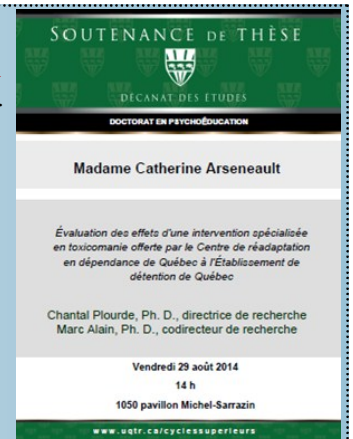 SOUTENANCE DE THÈSE
DÉCANAT DES ÉTUDES
DOCTORAT EN PSYCHOÉDUCATION
Madame Catherine Arseneault
Évaluation des effets d'une intervention spécialisée
en toxicomanie offerte par le Centre de réadaptation
en dépendance de Québec à l'Établissement de
détention de Québec
Chantal Plourde, Ph. D., directrice de recherche
Marc Alain, Ph. D., codirecteur de recherche
Vendredi 29 août 2014
14 h
1050 pavillon Michel-Sarrazin
www.uqtr.ca/cyclessuperieurs